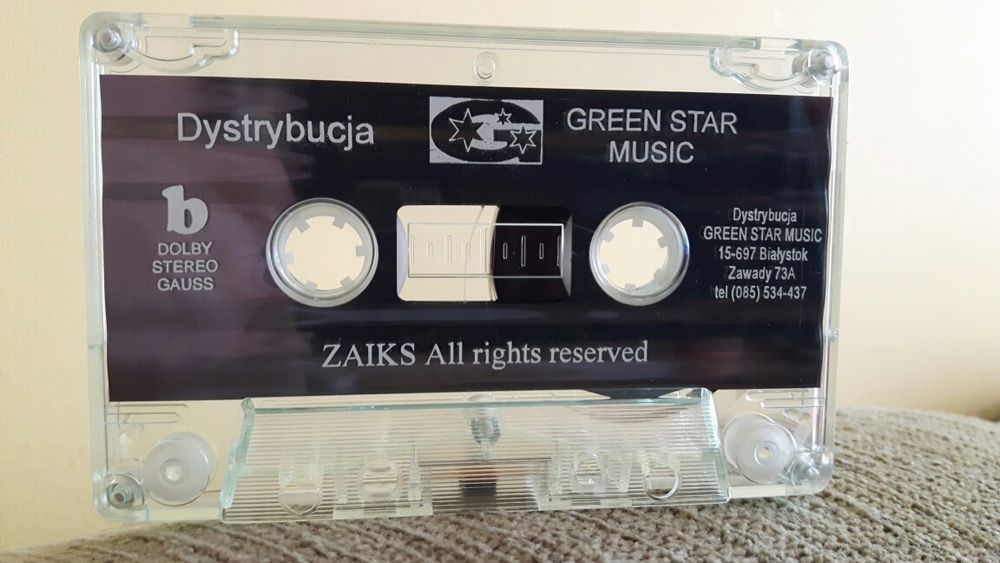 Dystrybucja
GREEN STAR
MUSIC
b
DOLBY
STEREO
GAUSS
Dystrybucja
GREEN STAR MUSIC
15-697 Białystok
Zawady 73A
tel (085) 534-437
ZAIKS All rights reserved